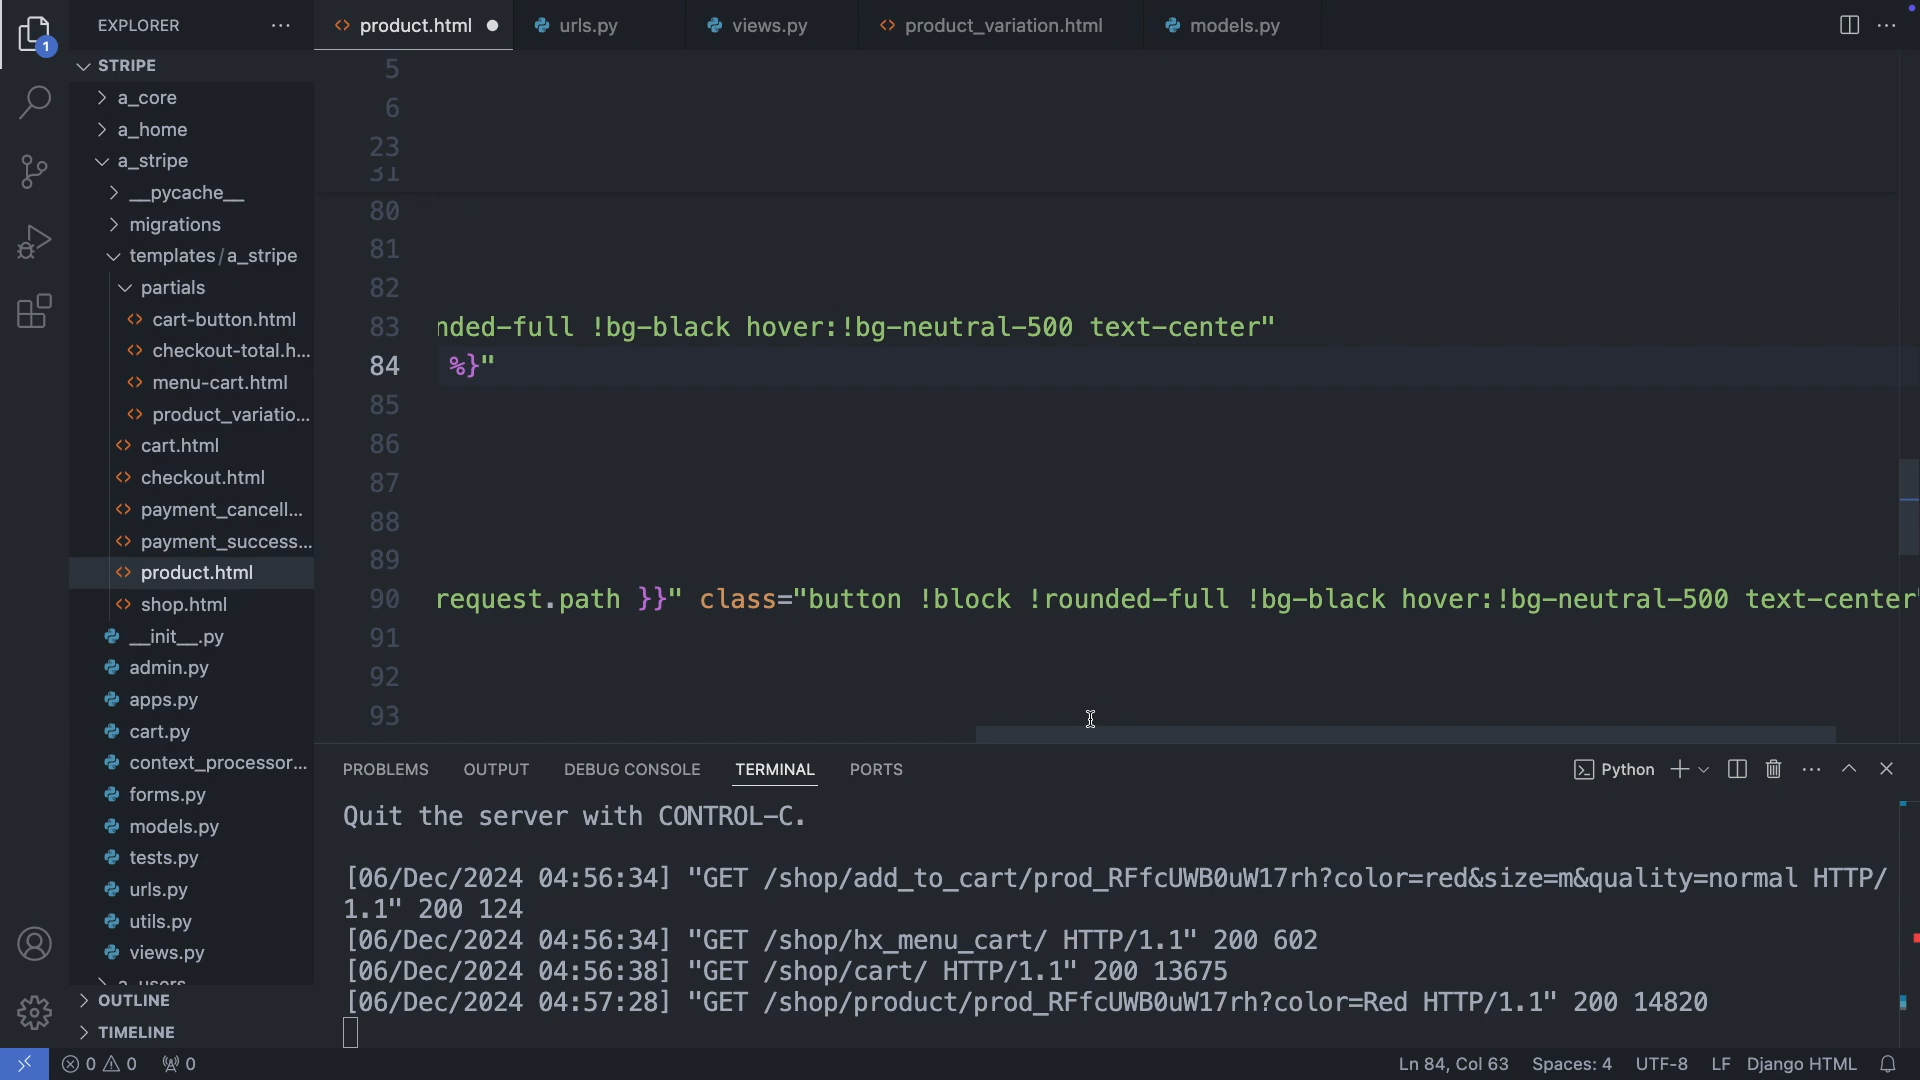 EXPLORER
1
STRIPE
a_core
a_home
a_stripe
__pycache__
migrations
templates/a_stripe
partials
cart-button.html
checkout-total.h...
menu-cart.html
product_variatio...
cart.html
checkout.html
payment_cancell...
payment_success...
product.html
shop.html
__init__.py
admin.py
apps.py
cart.py
context_processor...
forms.py
models.py
tests.py
urls.py
utils.py
views.py
a_users
OUTLINE
TIMELINE
product.html
urls.py
views.py
product_variation.html
models.py
5
6
23
31
80
81
82
83 nded-full !bg-black hover:!bg-neutral-500 text-center"
84 %}"
85
86
87
88
89
90 request.path }}" class="button !block !rounded-full !bg-black hover:!bg-neutral-500 text-center"
91
92
93
PROBLEMS OUTPUT DEBUG CONSOLE TERMINAL PORTS
Python
Quit the server with CONTROL-C.
[06/Dec/2024 04:56:34] "GET /shop/add_to_cart/prod_RFfcUWB0uW17rh?color=red&size=m&quality=normal HTTP/
1.1" 200 124
[06/Dec/2024 04:56:34] "GET /shop/hx_menu_cart/ HTTP/1.1" 200 602
[06/Dec/2024 04:56:38] "GET /shop/cart/ HTTP/1.1" 200 13675
[06/Dec/2024 04:57:28] "GET /shop/product/prod_RFfcUWB0uW17rh?color=Red HTTP/1.1" 200 14820
0 0 0
Ln 84, Col 63 Spaces: 4 UTF-8 LF Django HTML